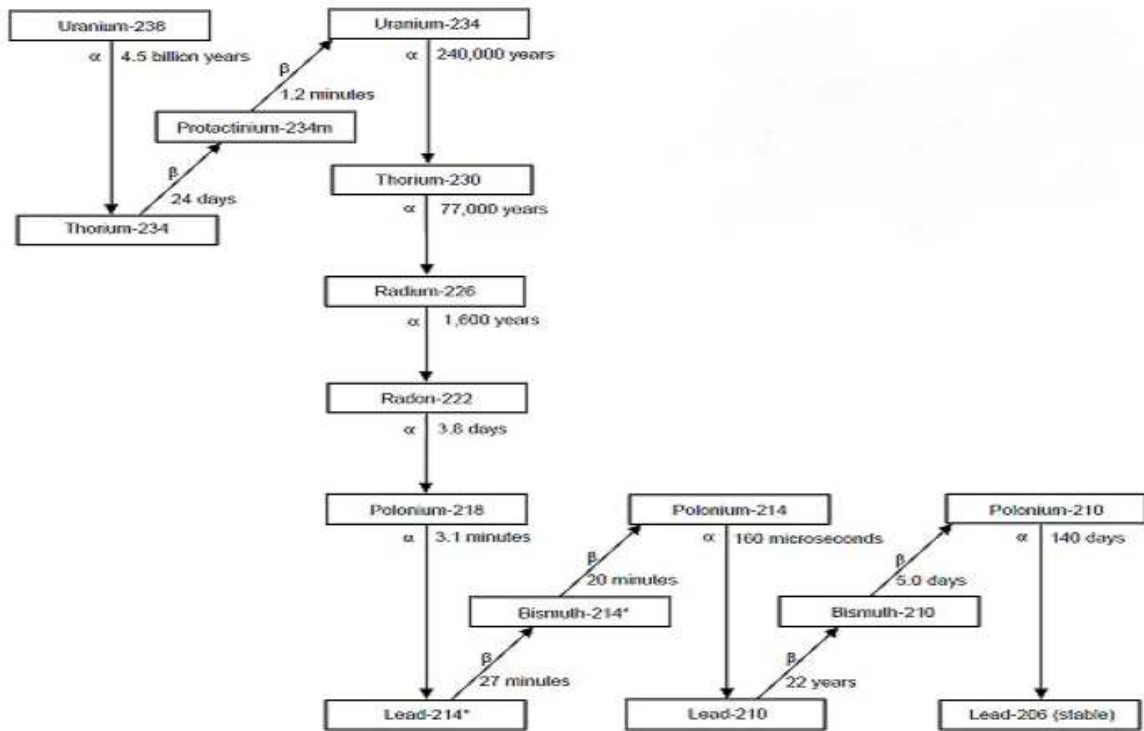 Uranium-238
Uranium-234
α 4.5 billion years
α 240,000 years
β
1.2 minutes
Protactinium-234m
β
24 days
Thorium-230
α 77,000 years
Thorium-234
Radium-226
α 1,600 years
Radon-222
α 3.8 days
Polonium-218
Polonium-214
Polonium-210
α 3.1 minutes
α 160 microseconds
α 140 days
β
20 minutes
β
5.0 days
Bismuth-214*
Bismuth-210
β
27 minutes
β
22 years
Lead-214*
Lead-210
Lead-206 (stable)